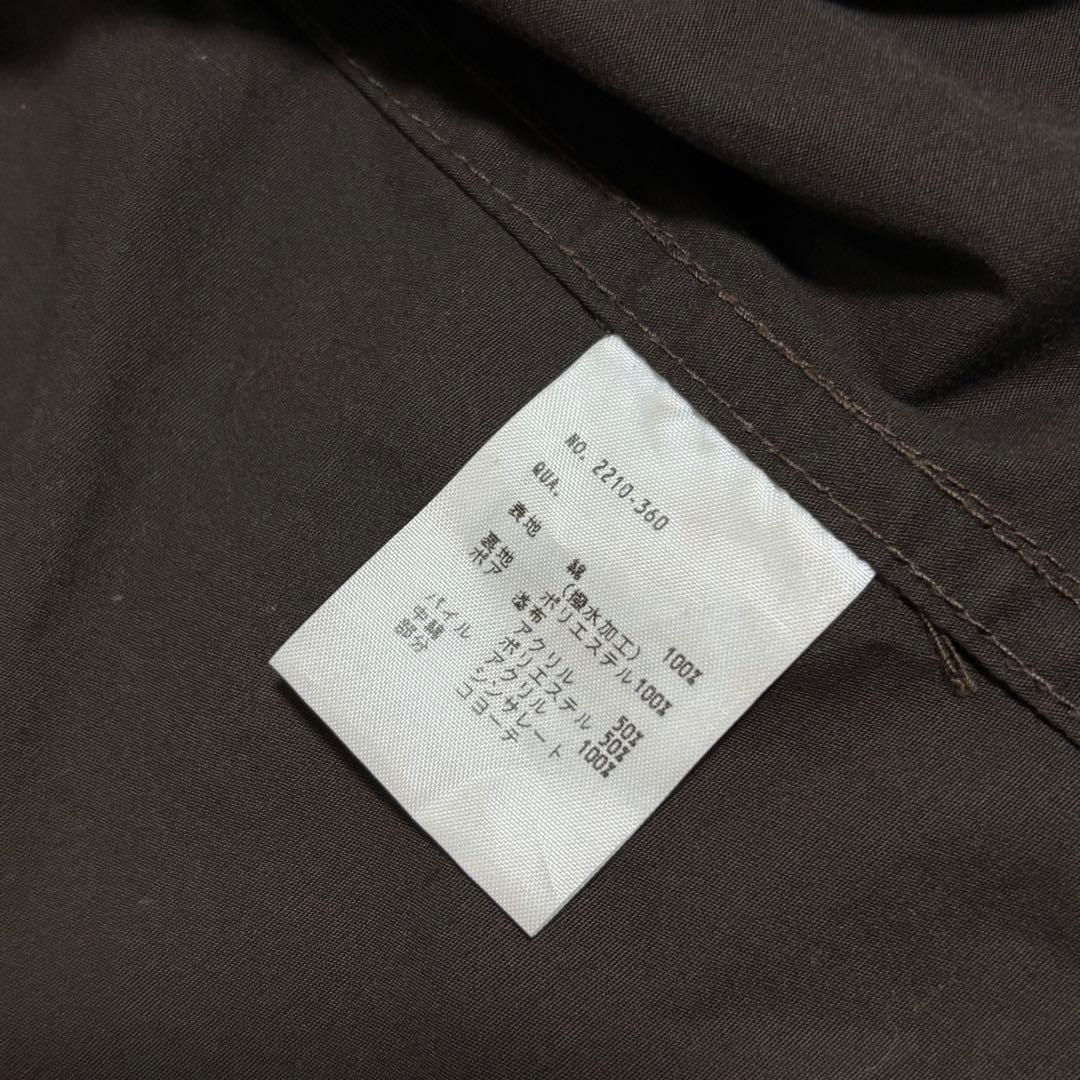 NO. 2210-360
QUA.
表地 綿 100%
(撥水加工)
裏地 ポリエステル100%
ボア 基布
アクリル 50%
ポリエステル 50%
パイル アクリル 100%
中綿 シンサレート
部分 コヨーテ